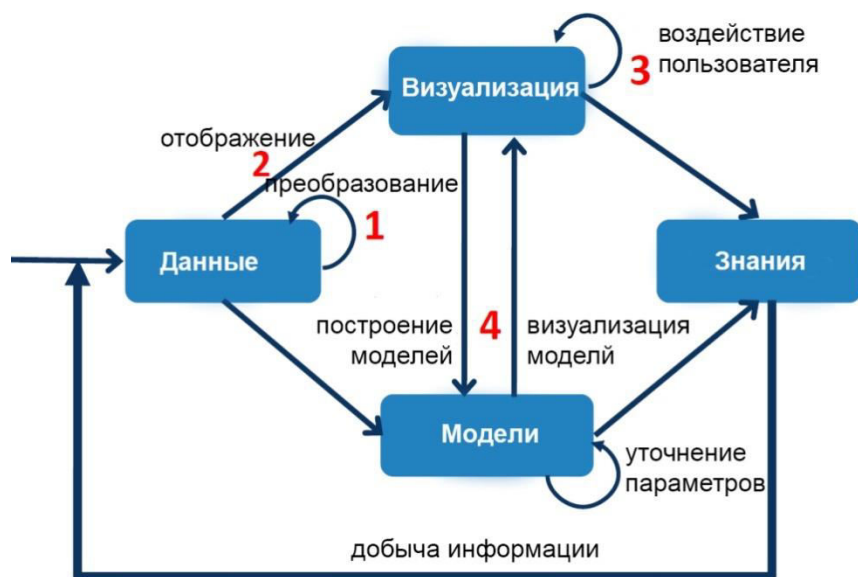 воздействие
пользователя
3
Визуализация
отображение
2
преобразование
1
Данные
Знания
построение
моделей
4
визуализация
моделй
Модели
уточнение
параметров
добыча информации